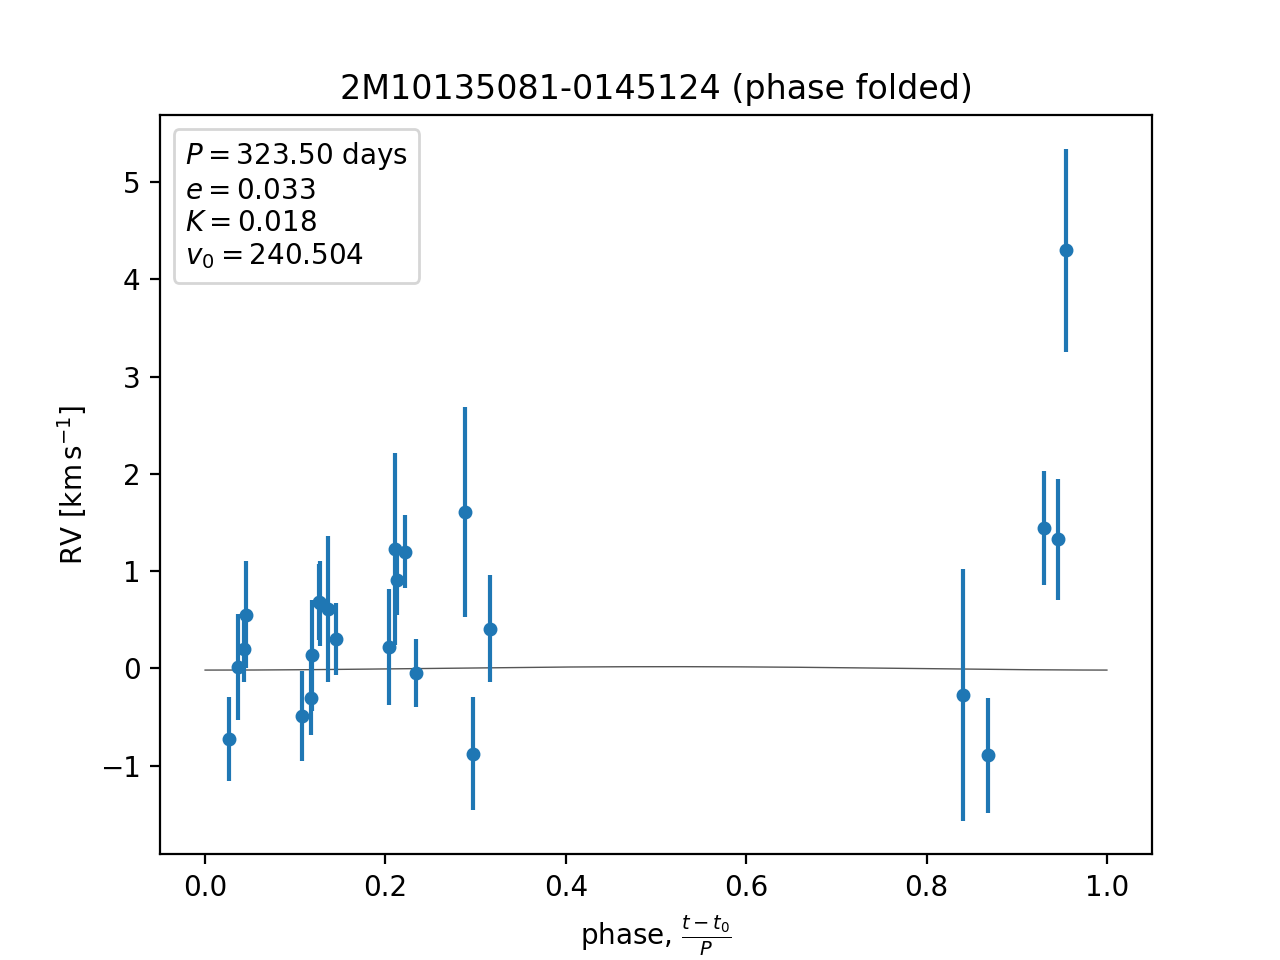 2M10135081-0145124 (phase folded)
P = 323.50 days
e = 0.033
K = 0.018
v₀ = 240.504
5
4
3
2
1
0
−1
RV [km s⁻¹]
0.0 0.2 0.4 0.6 0.8 1.0
phase, (t − t₀)/P